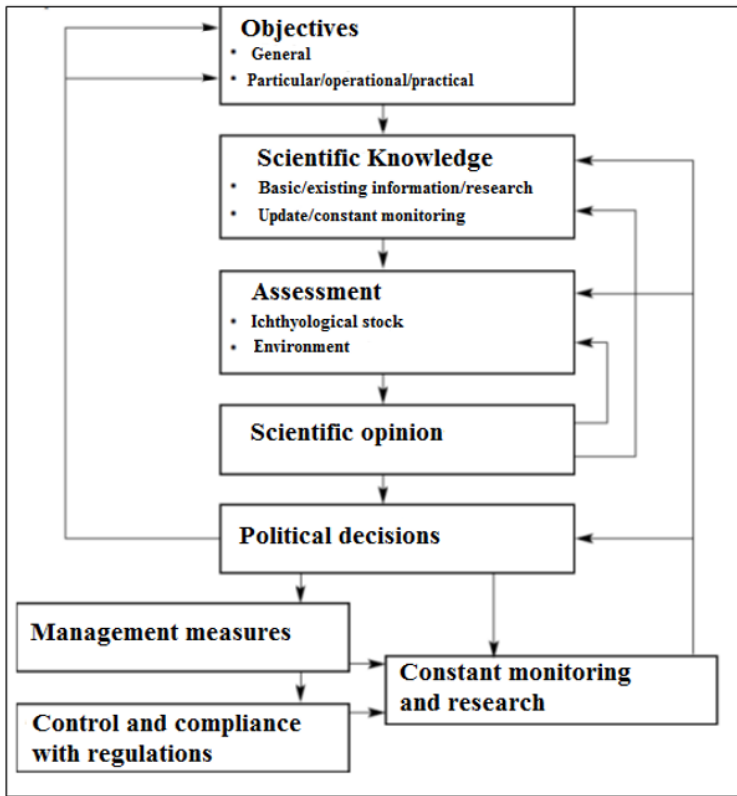 Objectives
• General
• Particular/operational/practical
Scientific Knowledge
• Basic/existing information/research
• Update/constant monitoring
Assessment
• Ichthyological stock
• Environment
Scientific opinion
Political decisions
Management measures
Constant monitoring
and research
Control and compliance
with regulations